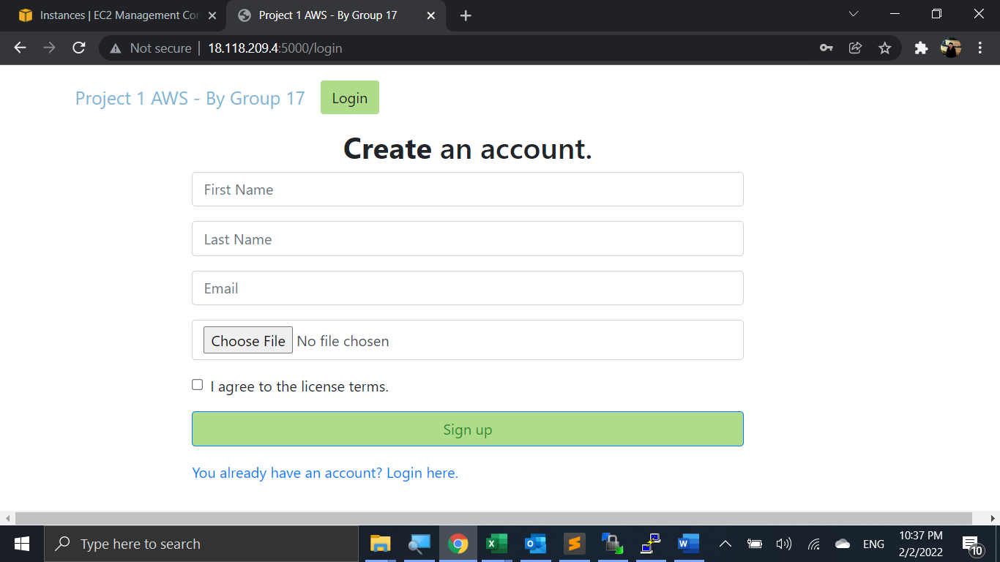 Instances | EC2 Management Con
Project 1 AWS - By Group 17
Not secure | 18.118.209.4:5000/login
Project 1 AWS - By Group 17 Login
Create an account.
First Name
Last Name
Email
Choose File No file chosen
I agree to the license terms.
Sign up
You already have an account? Login here.
Type here to search
ENG
10:37 PM
2/2/2022
10